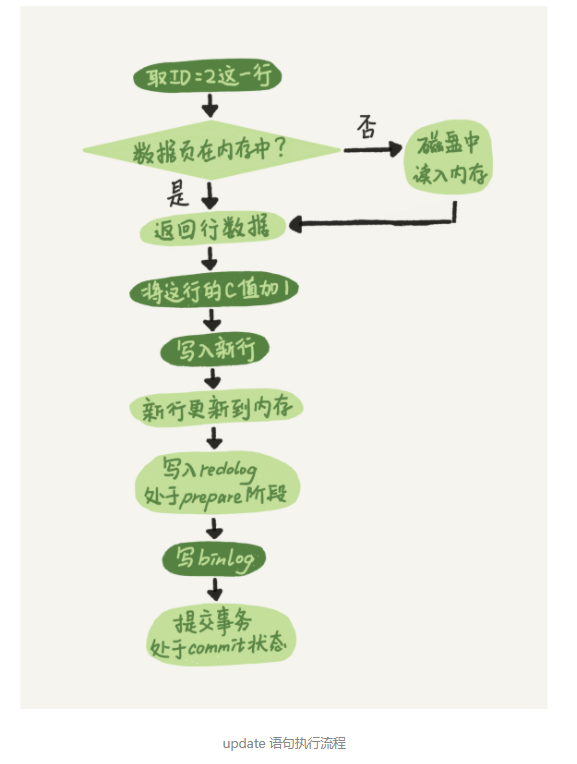 取ID=2这一行
数据页在内存中？
否
磁盘中
读入内存
是
返回行数据
将这行的C值加1
写入新行
新行更新到内存
写入redolog
处于prepare阶段
写binlog
提交事务
处于commit状态
update 语句执行流程